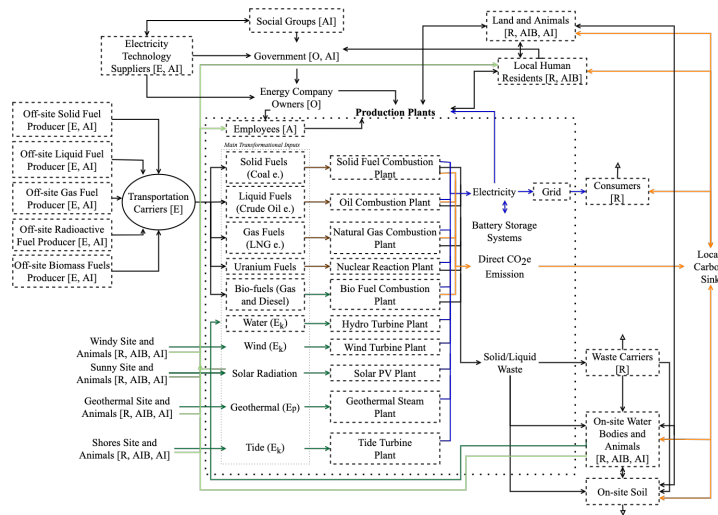 Social Groups [AI]
Land and Animals
[R, AIB, AI]
Electricity
Technology
Suppliers [E, AI]
Government [O, AI]
Local Human
Residents [R, AIB]
Energy Company
Owners [O]
Production Plants
Off-site Solid Fuel
Producer [E, AI]
Employees [A]
Main Transformational Inputs
Off-site Liquid Fuel
Producer [E, AI]
Solid Fuels
(Coal e.)
Solid Fuel Combustion
Plant
Off-site Gas Fuel
Producer [E, AI]
Transportation
Carriers [E]
Liquid Fuels
(Crude Oil e.)
Oil Combustion Plant
Electricity
Grid
Consumers
[R]
Off-site Radioactive
Fuel Producer [E, AI]
Gas Fuels
(LNG e.)
Natural Gas Combustion
Plant
Battery Storage
Systems
Off-site Biomass Fuels
Producer [E, AI]
Uranium Fuels
Nuclear Reaction Plant
Direct CO2e
Emission
Local
Carbo
Sink
Bio-fuels (Gas
and Diesel)
Bio Fuel Combustion
Plant
Water (Ek)
Hydro Turbine Plant
Windy Site and
Animals [R, AIB, AI]
Wind (Ek)
Wind Turbine Plant
Sunny Site and
Animals [R, AIB, AI]
Solar Radiation
Solar PV Plant
Solid/Liquid
Waste
Waste Carriers
[R]
Geothermal Site and
Animals [R, AIB, AI]
Geothermal (EP)
Geothermal Steam
Plant
On-site Water
Bodies and
Animals
[R, AIB, AI]
Shores Site and
Animals [R, AIB, AI]
Tide (Ek)
Tide Turbine
Plant
On-site Soil